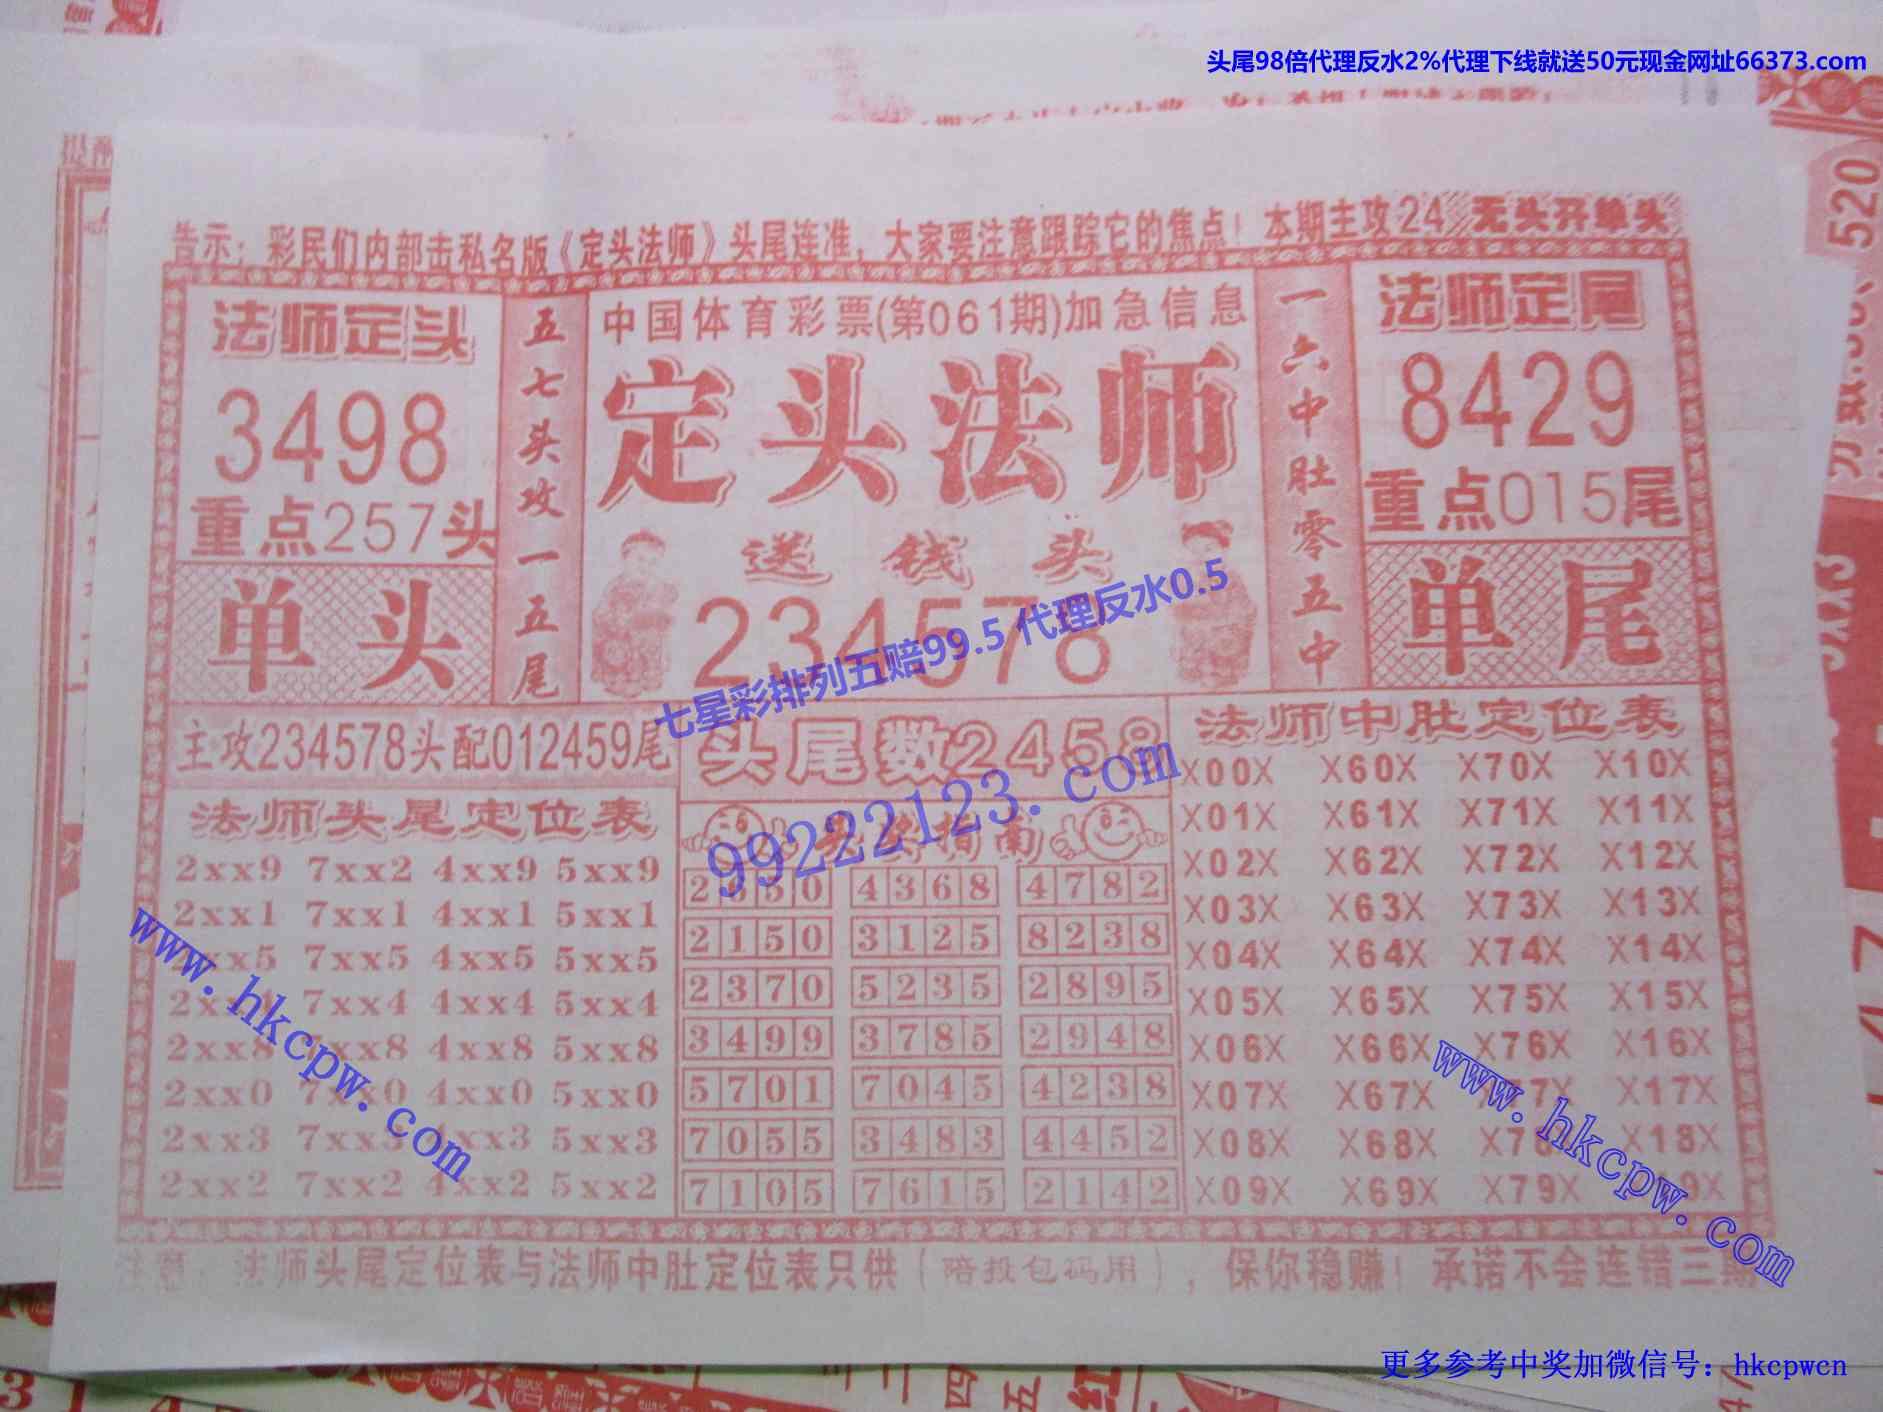 头尾98倍代理反水2%代理下线就送50元现金网址66373.com
告示：彩民们内部击私名版《定头法师》头尾连准，大家要注意跟踪它的焦点！本期主攻24 无头开单头
法师定头
3498
重点257头
单头
五七头攻一五尾
中国体育彩票(第061期)加急信息
定头法师
送钱头
234578
一六中肚零五中
法师定尾
8429
重点015尾
单尾
七星彩排列五赔99.5 代理反水0.5
99222123.com
主攻234578头配012459尾
法师头尾定位表
2xx9 7xx2 4xx9 5xx9
2xx1 7xx1 4xx1 5xx1
2xx5 7xx5 4xx5 5xx5
7xx4 4xx4 5xx4
2xx8 7xx8 4xx8 5xx8
2xx0 7xx0 4xx0 5xx0
2xx3 7xx3 4xx3 5xx3
2xx2 7xx2 4xx2 5xx2
头尾数2458
指南
4368 4782
2150 3125 8238
2370 5235 2895
3499 3785 2948
5701 7045 4238
7055 3483 4452
7105 7615 2142
法师中肚定位表
X00X X60X X70X X10X
X01X X61X X71X X11X
X02X X62X X72X X12X
X03X X63X X73X X13X
X04X X64X X74X X14X
X05X X65X X75X X15X
X06X X66X X76X X16X
X07X X67X X77X X17X
X08X X68X X78X X18X
X09X X69X X79X
www.hkcpw.com
www.hkcpw.com
注意：法师头尾定位表与法师中肚定位表只供（陪投包码用），保你稳赚！承诺不会连错三期
更多参考中奖加微信号：hkcpwcn
520